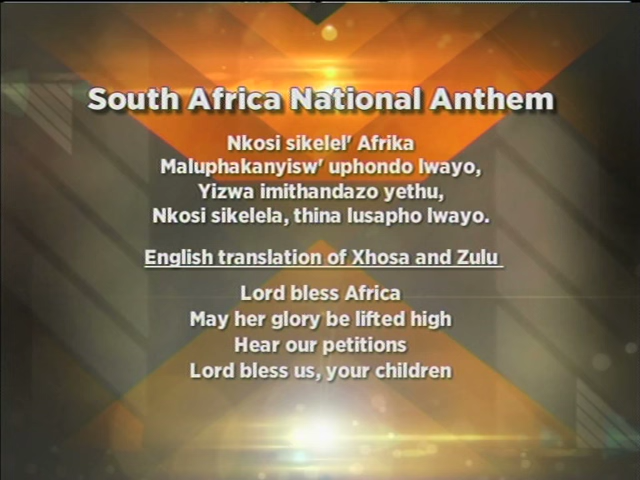 South Africa National Anthem
Nkosi sikelel' Afrika
Maluphakanyisw' uphondo lwayo,
Yizwa imithandazo yethu,
Nkosi sikelela, thina lusapho lwayo.
English translation of Xhosa and Zulu
Lord bless Africa
May her glory be lifted high
Hear our petitions
Lord bless us, your children